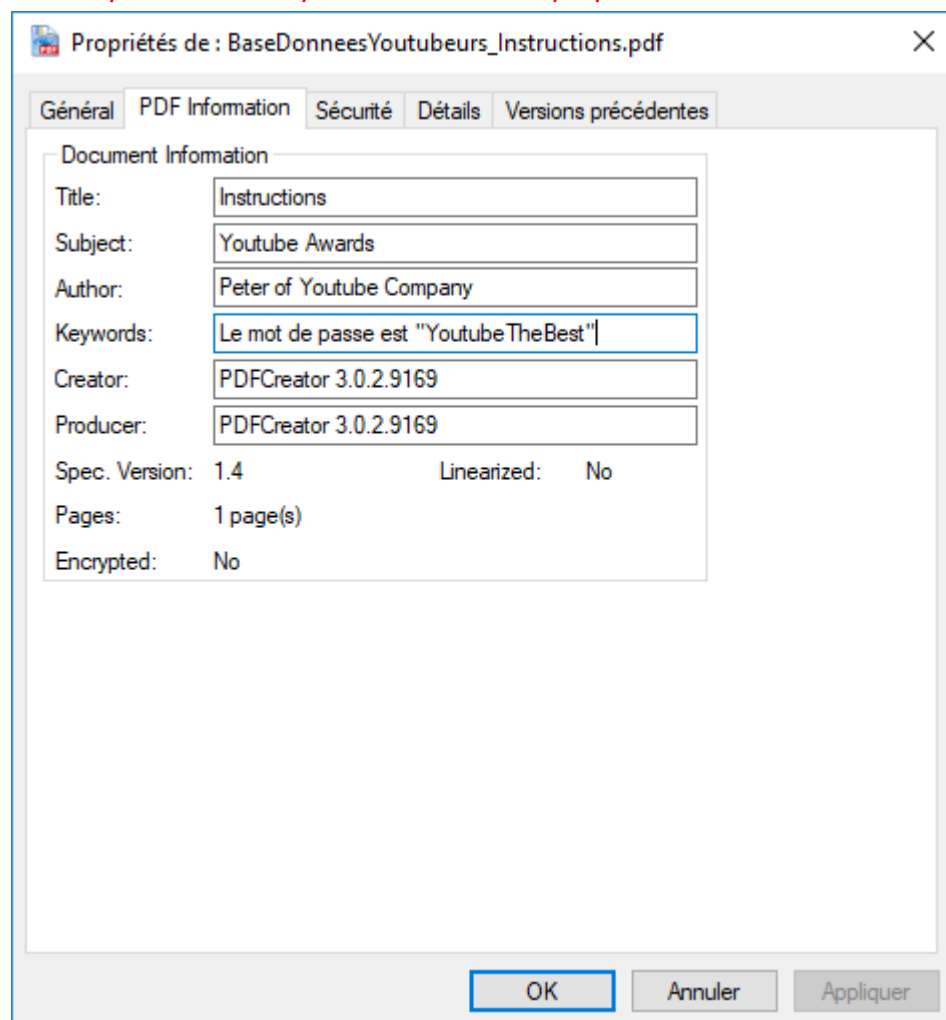 Propriétés de : BaseDonneesYoutubeurs_Instructions.pdf
Général PDF Information Sécurité Détails Versions précédentes
Document Information
Title: Instructions
Subject: Youtube Awards
Author: Peter of Youtube Company
Keywords: Le mot de passe est "YoutubeTheBest"
Creator: PDFCreator 3.0.2.9169
Producer: PDFCreator 3.0.2.9169
Spec. Version: 1.4 Linearized: No
Pages: 1 page(s)
Encrypted: No
OK Annuler Appliquer